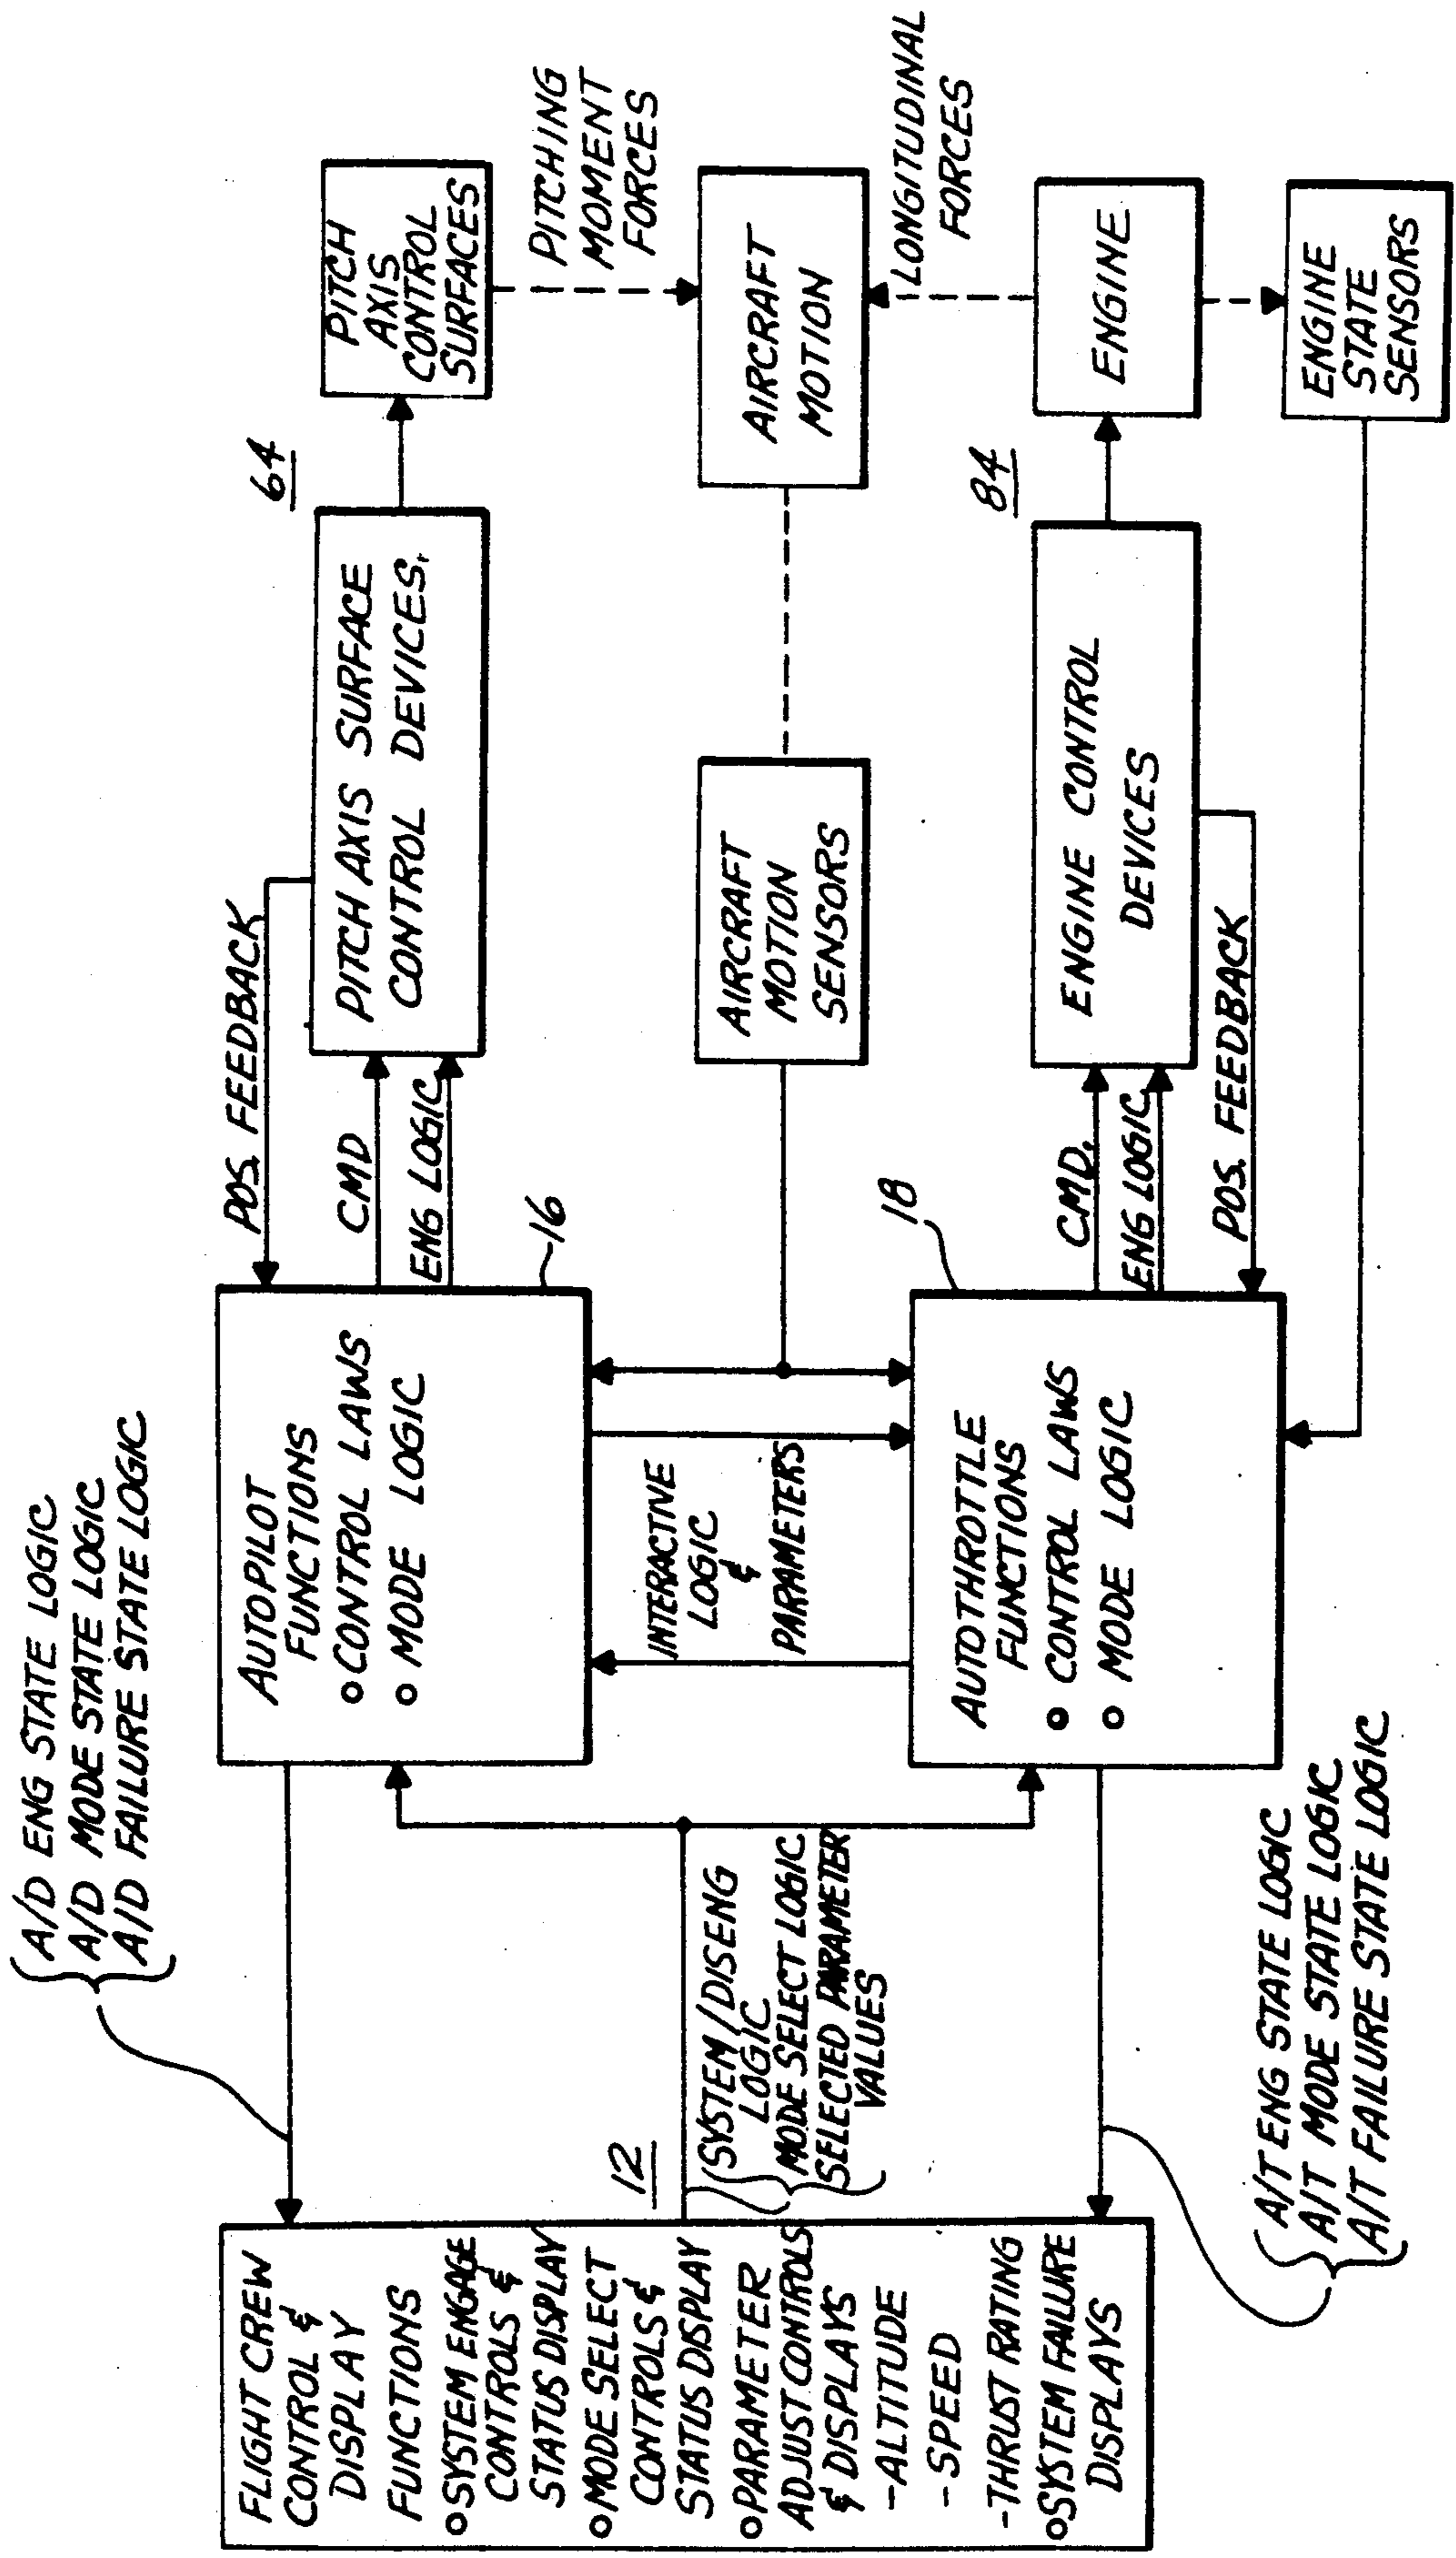 A/D ENG STATE LOGIC
A/D MODE STATE LOGIC
A/D FAILURE STATE LOGIC
FLIGHT CREW
CONTROL &
DISPLAY
FUNCTIONS
○ SYSTEM ENGAGE
CONTROLS &
STATUS DISPLAY
○ MODE SELECT
CONTROLS &
STATUS DISPLAY
○ PARAMETER
ADJUST CONTROLS
& DISPLAYS
-ALTITUDE
-SPEED
-THRUST RATING
○ SYSTEM FAILURE
DISPLAYS
12
SYSTEM/DISENG
LOGIC
MODE SELECT LOGIC
SELECTED PARAMETER
VALUES
A/T ENG STATE LOGIC
A/T MODE STATE LOGIC
A/T FAILURE STATE LOGIC
AUTOPILOT
FUNCTIONS
○ CONTROL LAWS
○ MODE LOGIC
16
INTERACTIVE
LOGIC
&
PARAMETERS
AUTOTHROTTLE
FUNCTIONS
○ CONTROL LAWS
○ MODE LOGIC
18
POS. FEEDBACK
CMD
ENG LOGIC
PITCH AXIS SURFACE
CONTROL DEVICES.
64
PITCH
AXIS
CONTROL
SURFACES
PITCHING
MOMENT
FORCES
AIRCRAFT
MOTION
SENSORS
AIRCRAFT
MOTION
LONGITUDINAL
FORCES
CMD.
ENG LOGIC
POS. FEEDBACK
ENGINE CONTROL
DEVICES
84
ENGINE
ENGINE
STATE
SENSORS